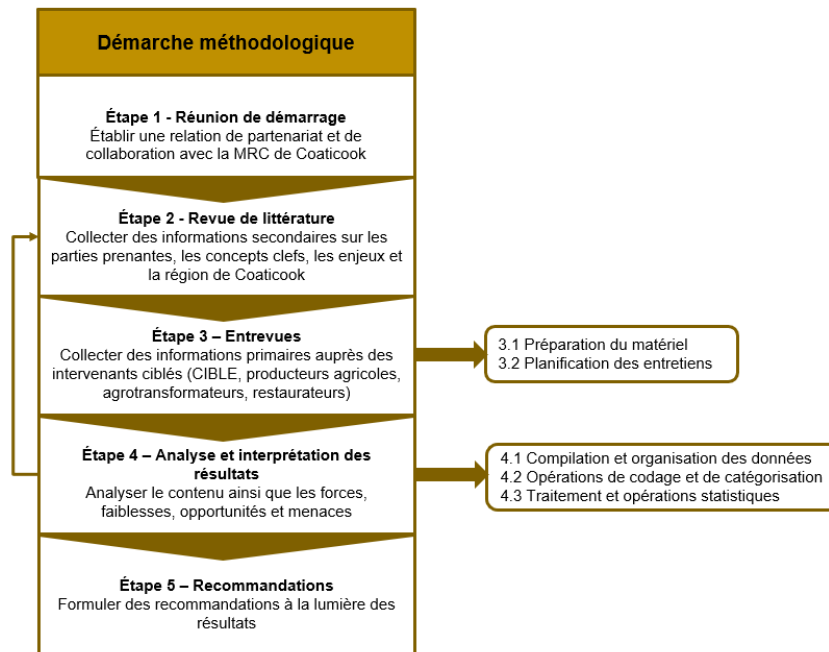 Démarche méthodologique
Étape 1 - Réunion de démarrage
Établir une relation de partenariat et de
collaboration avec la MRC de Coaticook
Étape 2 - Revue de littérature
Collecter des informations secondaires sur les
parties prenantes, les concepts clefs, les enjeux et
la région de Coaticook
Étape 3 – Entrevues
Collecter des informations primaires auprès des
intervenants ciblés (CIBLE, producteurs agricoles,
agrotransformateurs, restaurateurs)
3.1 Préparation du matériel
3.2 Planification des entretiens
Étape 4 – Analyse et interprétation des
résultats
Analyser le contenu ainsi que les forces,
faiblesses, opportunités et menaces
4.1 Compilation et organisation des données
4.2 Opérations de codage et de catégorisation
4.3 Traitement et opérations statistiques
Étape 5 – Recommandations
Formuler des recommandations à la lumière des
résultats